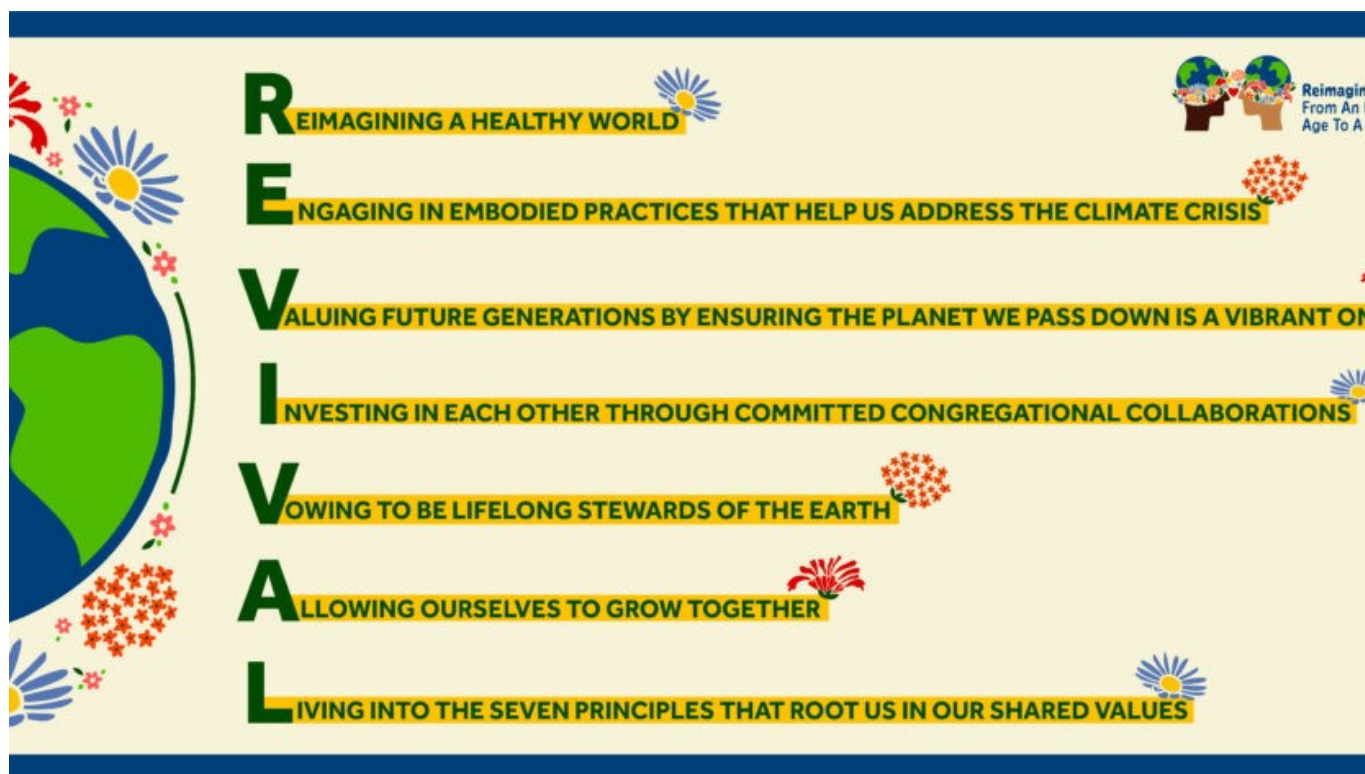 REIMAGINING A HEALTHY WORLD
Reimagin
From An
Age To A
ENGAGING IN EMBODIED PRACTICES THAT HELP US ADDRESS THE CLIMATE CRISIS
VALUING FUTURE GENERATIONS BY ENSURING THE PLANET WE PASS DOWN IS A VIBRANT ON
INVESTING IN EACH OTHER THROUGH COMMITTED CONGREGATIONAL COLLABORATIONS
VOWING TO BE LIFELONG STEWARDS OF THE EARTH
ALLOWING OURSELVES TO GROW TOGETHER
LIVING INTO THE SEVEN PRINCIPLES THAT ROOT US IN OUR SHARED VALUES